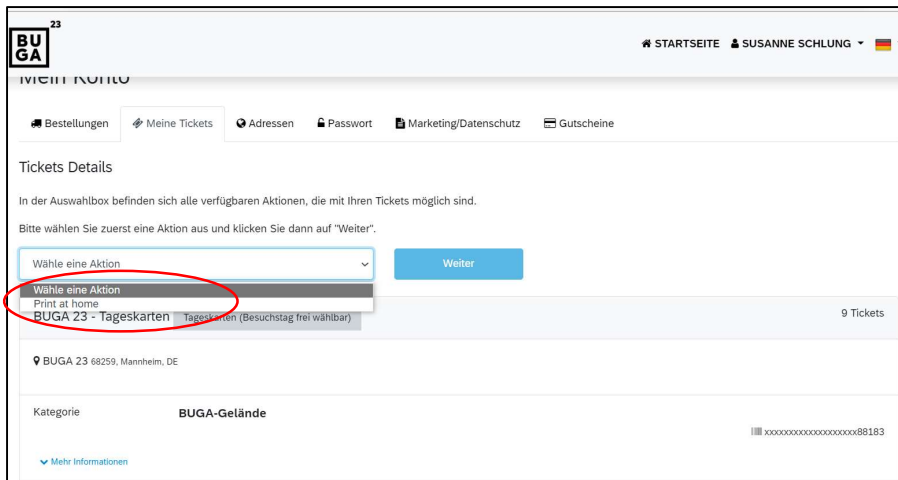 23
BU
GA
STARTSEITE SUSANNE SCHLUNG
Mein Konto
Bestellungen Meine Tickets Adressen Passwort Marketing/Datenschutz Gutscheine
Tickets Details
In der Auswahlbox befinden sich alle verfügbaren Aktionen, die mit Ihren Tickets möglich sind.
Bitte wählen Sie zuerst eine Aktion aus und klicken Sie dann auf "Weiter".
Wähle eine Aktion Weiter
Wähle eine Aktion
Print at home
BUGA 23 - Tageskarten Tageskarten (Besuchstag frei wählbar) 9 Tickets
BUGA 23 68259, Mannheim, DE
Kategorie BUGA-Gelände
xxxxxxxxxxxxxxxxxxx88183
Mehr Informationen